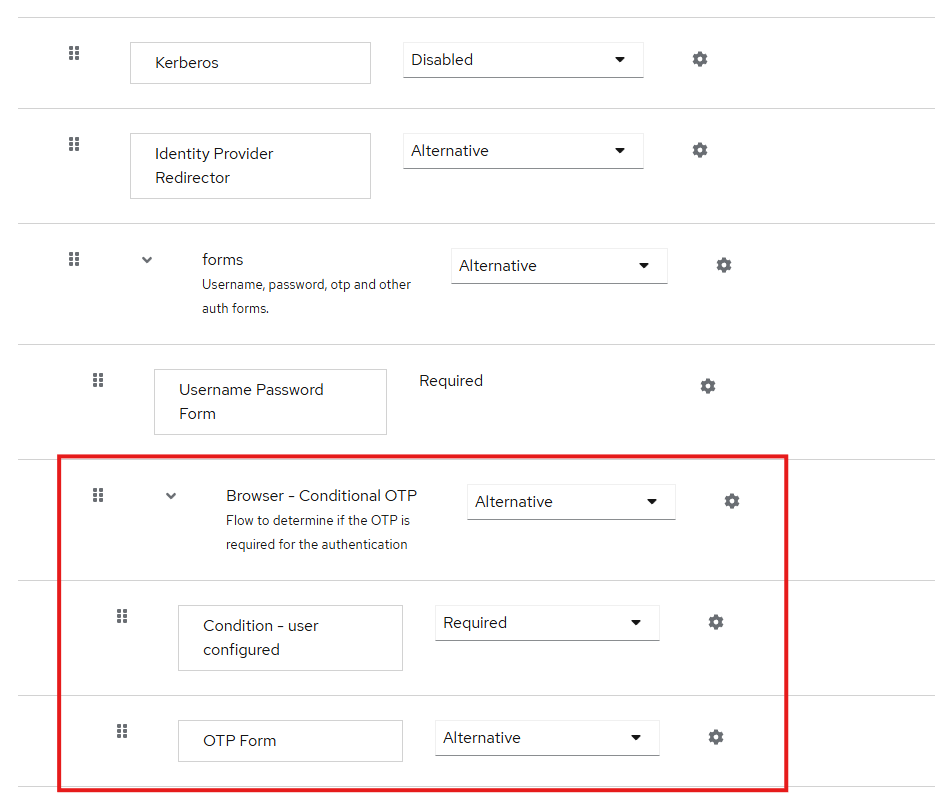 Kerberos
Disabled
Identity Provider
Redirector
Alternative
forms
Username, password, otp and other
auth forms.
Alternative
Username Password
Form
Required
Browser - Conditional OTP
Flow to determine if the OTP is
required for the authentication
Alternative
Condition - user
configured
Required
OTP Form
Alternative